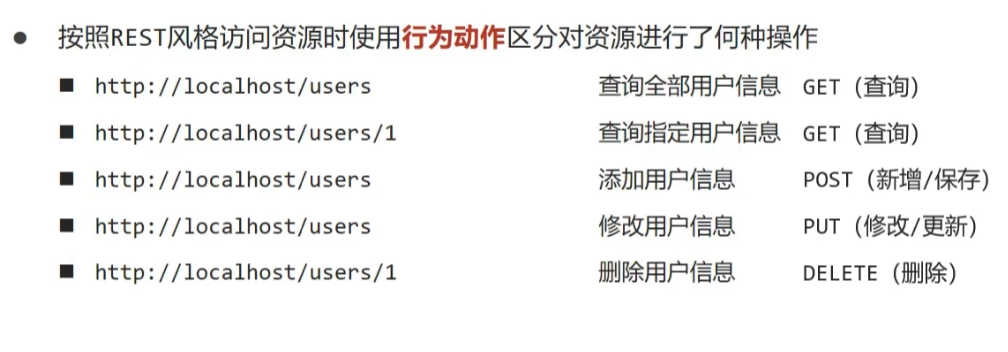 ● 按照REST风格访问资源时使用行为动作区分对资源进行了何种操作
■ http://localhost/users 查询全部用户信息 GET（查询）
■ http://localhost/users/1 查询指定用户信息 GET（查询）
■ http://localhost/users 添加用户信息 POST（新增/保存）
■ http://localhost/users 修改用户信息 PUT（修改/更新）
■ http://localhost/users/1 删除用户信息 DELETE（删除）